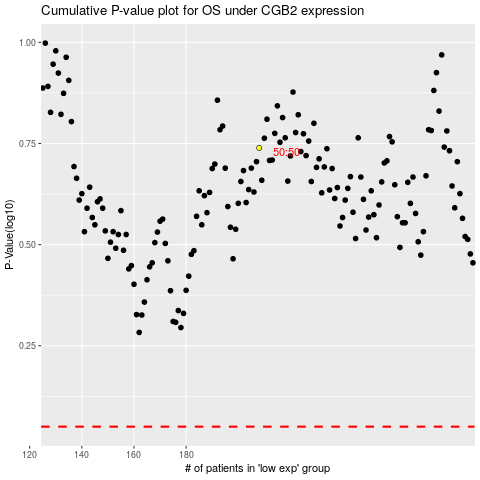 Cumulative P-value plot for OS under CGB2 expression
P-Value(log10)
1.00
0.75
0.50
0.25
50:50
120 140 160 180
# of patients in 'low exp' group